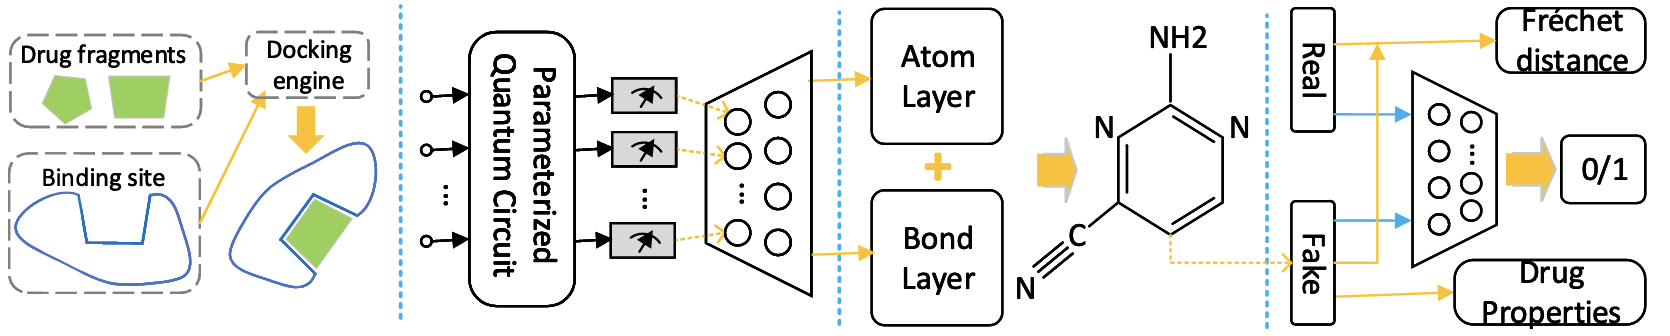 Drug fragments
Docking
engine
Binding site
...
Parameterized
Quantum Circuit
...
...
Atom
Layer
+
Bond
Layer
NH2
N
N
C
N
Real
Fake
Fréchet
distance
...
0/1
Drug
Properties